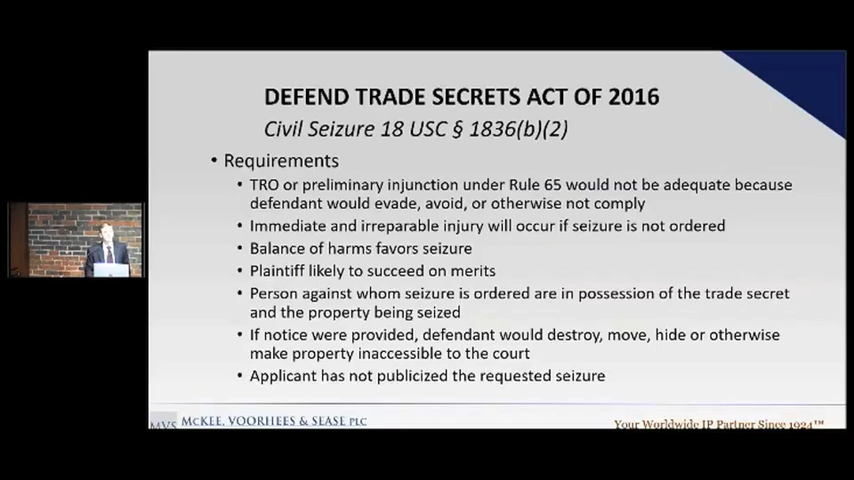 DEFEND TRADE SECRETS ACT OF 2016
Civil Seizure 18 USC § 1836(b)(2)
• Requirements
• TRO or preliminary injunction under Rule 65 would not be adequate because
defendant would evade, avoid, or otherwise not comply
• Immediate and irreparable injury will occur if seizure is not ordered
• Balance of harms favors seizure
• Plaintiff likely to succeed on merits
• Person against whom seizure is ordered are in possession of the trade secret
and the property being seized
• If notice were provided, defendant would destroy, move, hide or otherwise
make property inaccessible to the court
• Applicant has not publicized the requested seizure
MVS McKEE, VOORHEES & SEASE PLC
Your Worldwide IP Partner Since 1924™